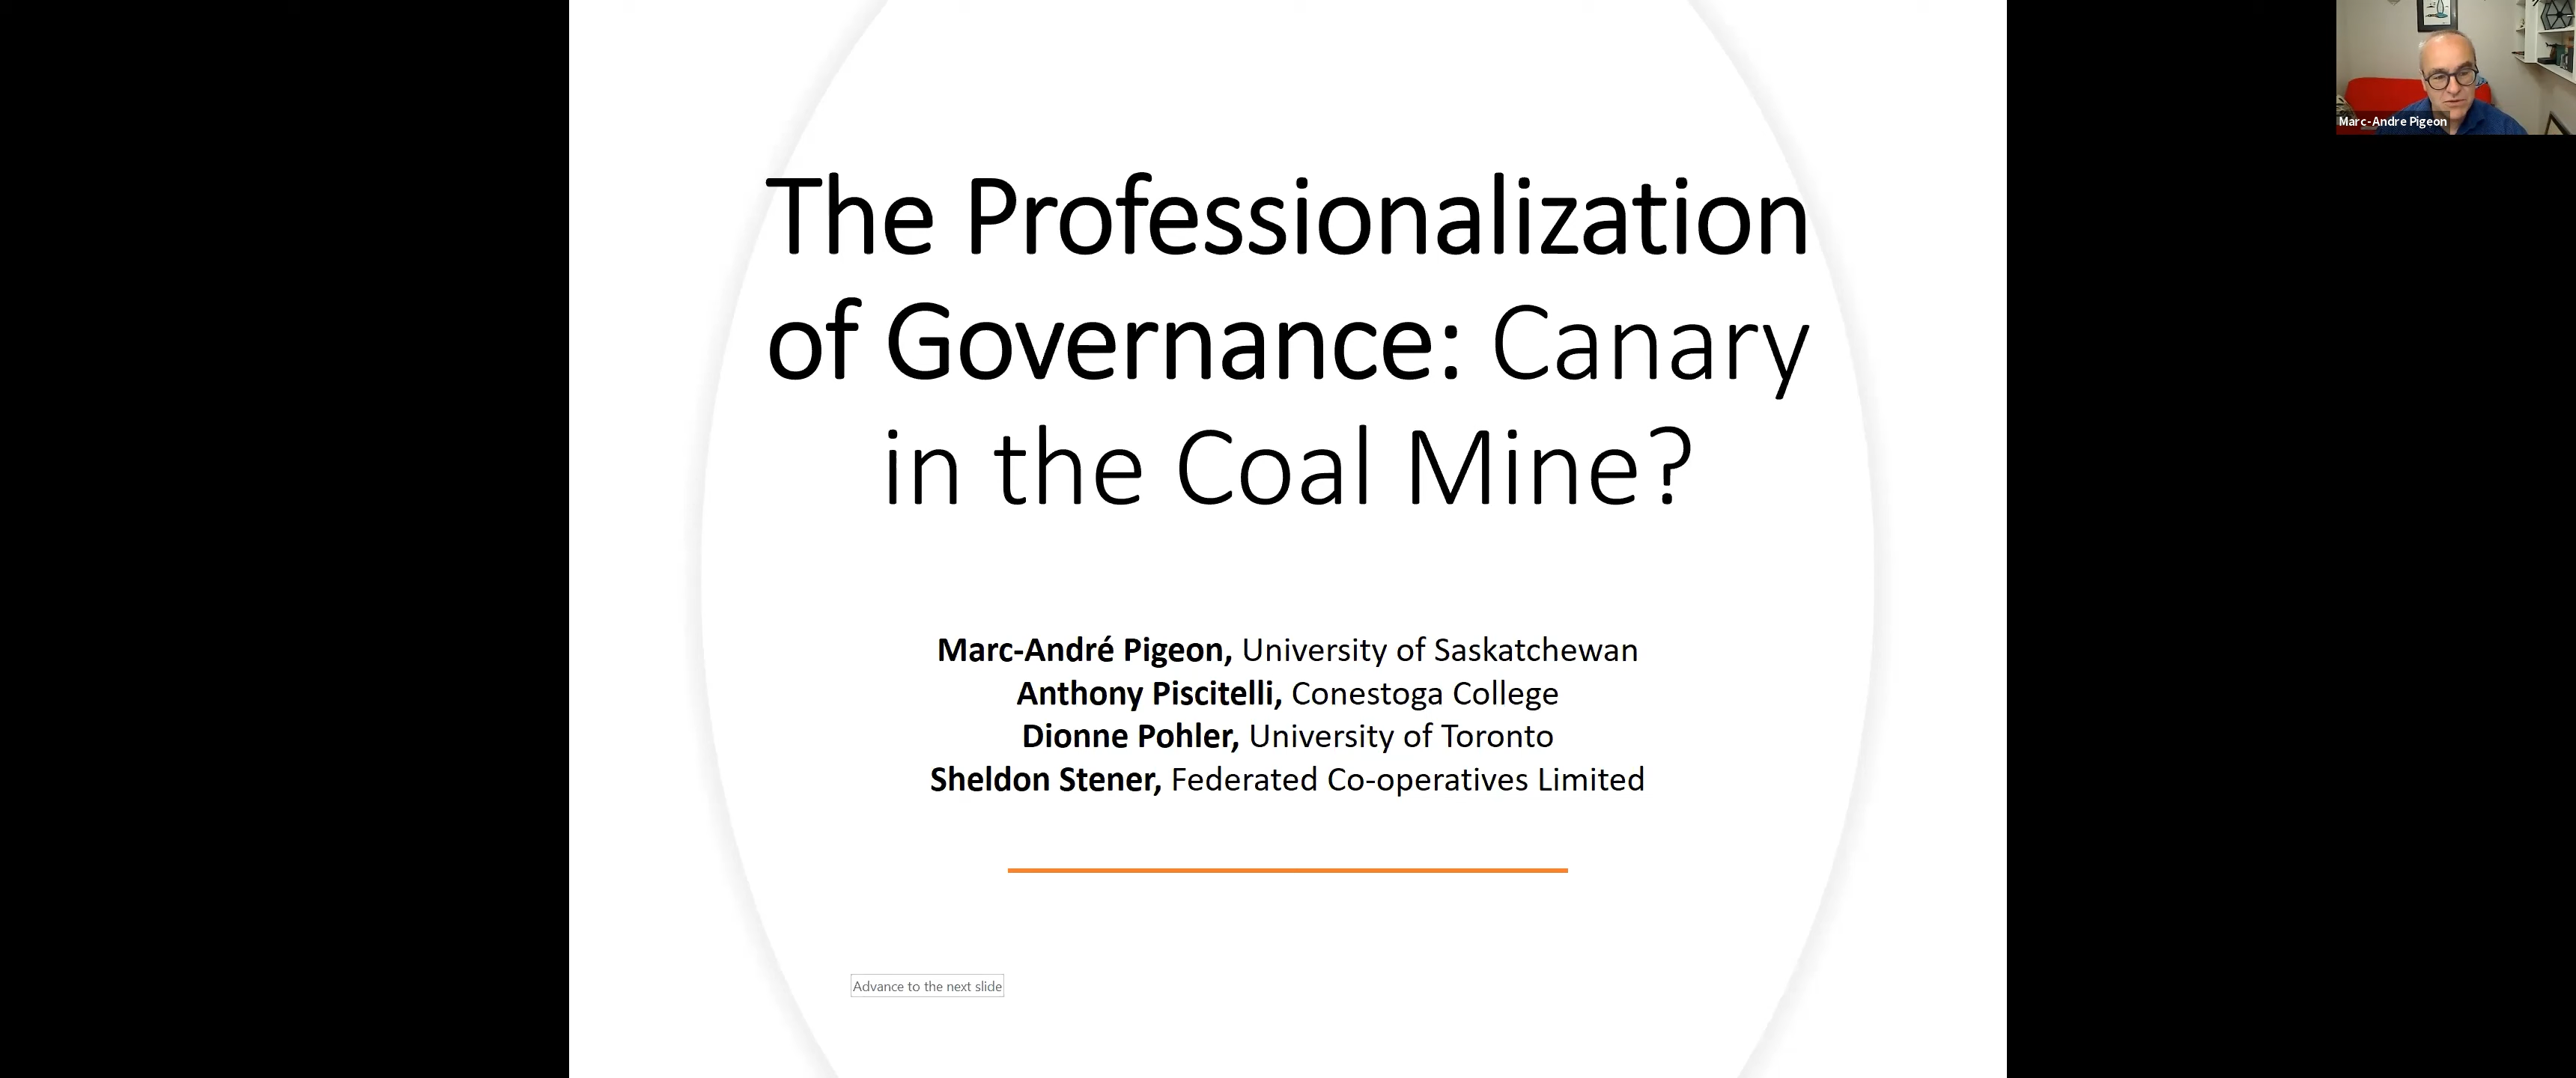 The Professionalization
of Governance: Canary
in the Coal Mine?
Marc-André Pigeon, University of Saskatchewan
Anthony Piscitelli, Conestoga College
Dionne Pohler, University of Toronto
Sheldon Stener, Federated Co-operatives Limited
Advance to the next slide
Marc-Andre Pigeon